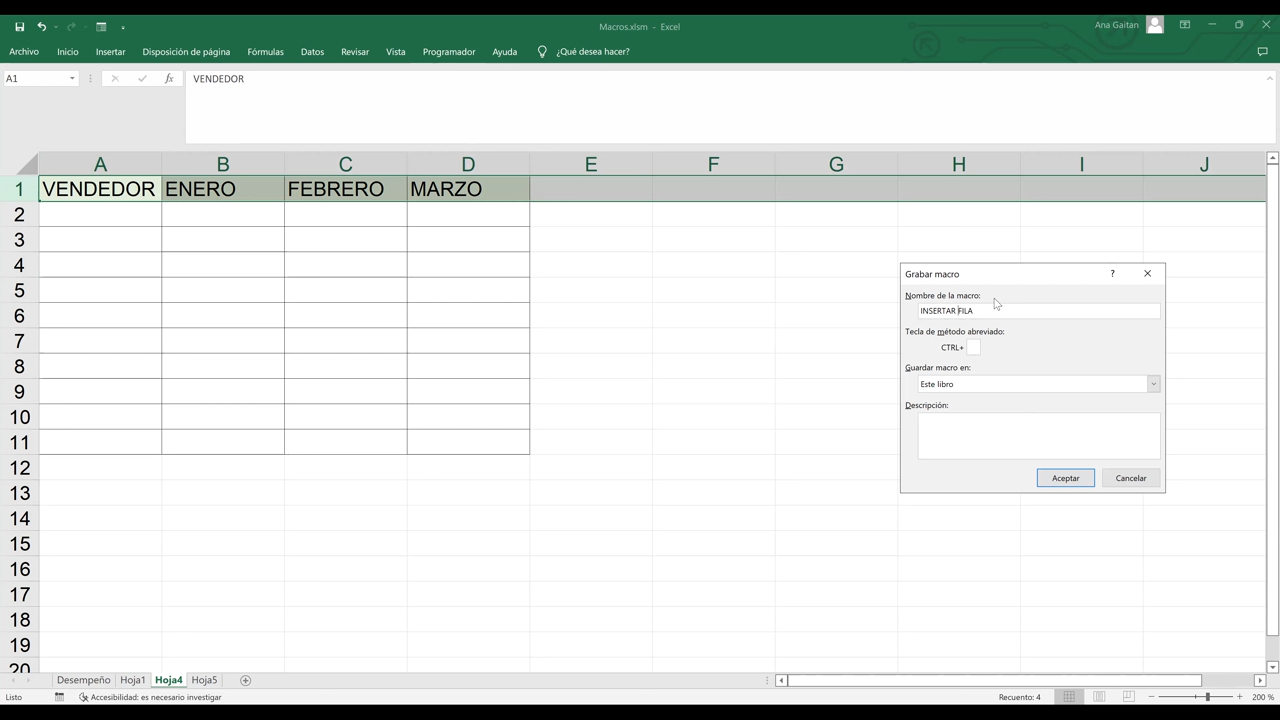 Macros.xlsm - Excel
Ana Gaitan
Archivo Inicio Insertar Disposición de página Fórmulas Datos Revisar Vista Programador Ayuda ¿Qué desea hacer?
A1 fx VENDEDOR
A B C D E F G H I J
1 VENDEDOR ENERO FEBRERO MARZO
2
3
4
5
6
7
8
9
10
11
12
13
14
15
16
17
18
19
20
Grabar macro ?
Nombre de la macro:
INSERTAR FILA
Tecla de método abreviado:
CTRL+
Guardar macro en:
Este libro
Descripción:
Aceptar Cancelar
Desempeño Hoja1 Hoja4 Hoja5
Listo Accesibilidad: es necesario investigar Recuento: 4 200 %